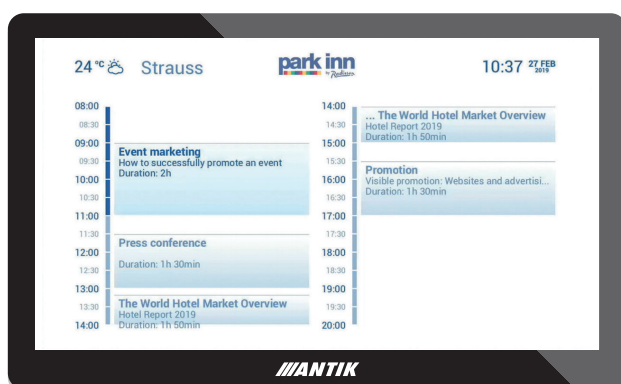 24 °C Strauss
park inn
by Radisson
10:37 27 FEB 2019
08:00
08:30
09:00
09:30
10:00
10:30
11:00
11:30
12:00
12:30
13:00
13:30
14:00
Event marketing
How to successfully promote an event
Duration: 2h
Press conference
Duration: 1h 30min
The World Hotel Market Overview
Hotel Report 2019
Duration: 1h 50min
14:00
14:30
15:00
15:30
16:00
16:30
17:00
17:30
18:00
18:30
19:00
19:30
20:00
... The World Hotel Market Overview
Hotel Report 2019
Duration: 1h 50min
Promotion
Visible promotion: Websites and advertisi...
Duration: 1h 30min
ANTIK